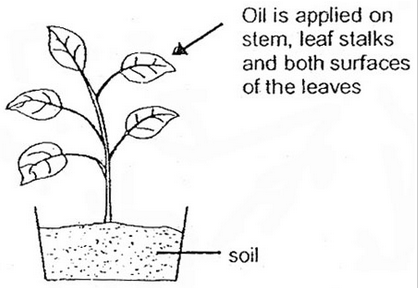 Oil is applied on
stem, leaf stalks
and both surfaces
of the leaves
soil